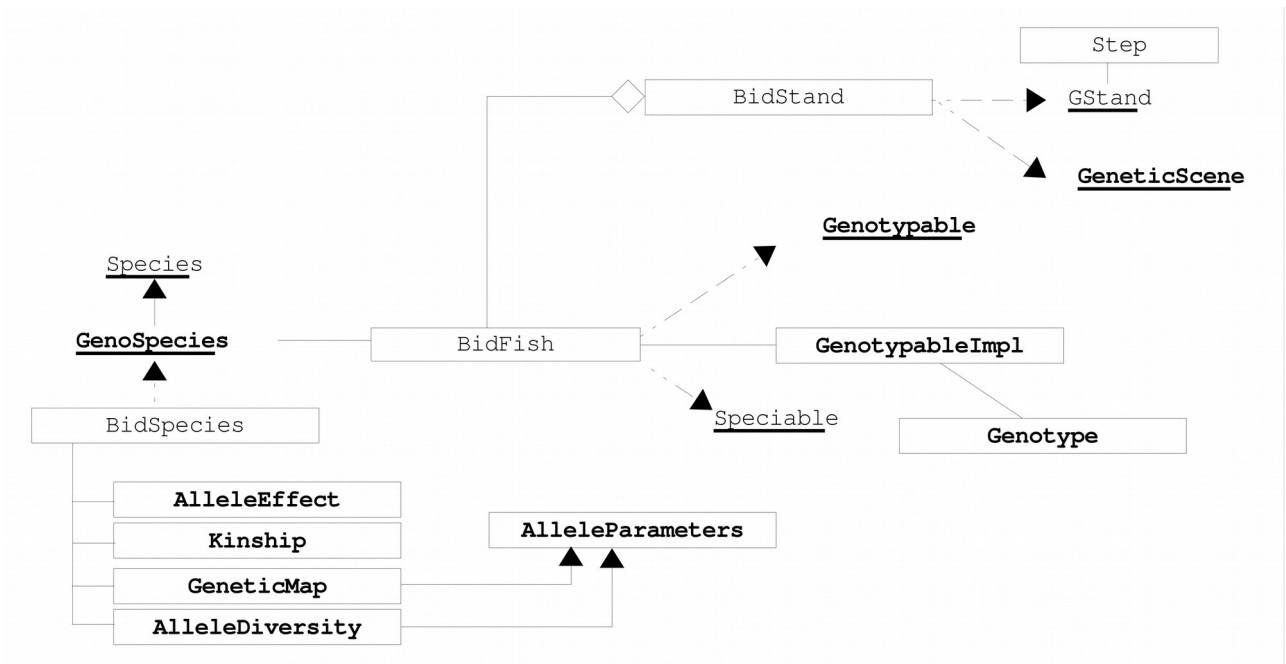 Step
BidStand
GStand
GeneticScene
Genotypable
Species
GenoSpecies
BidFish
GenotypableImpl
Speciable
BidSpecies
Genotype
AlleleEffect
AlleleParameters
Kinship
GeneticMap
AlleleDiversity